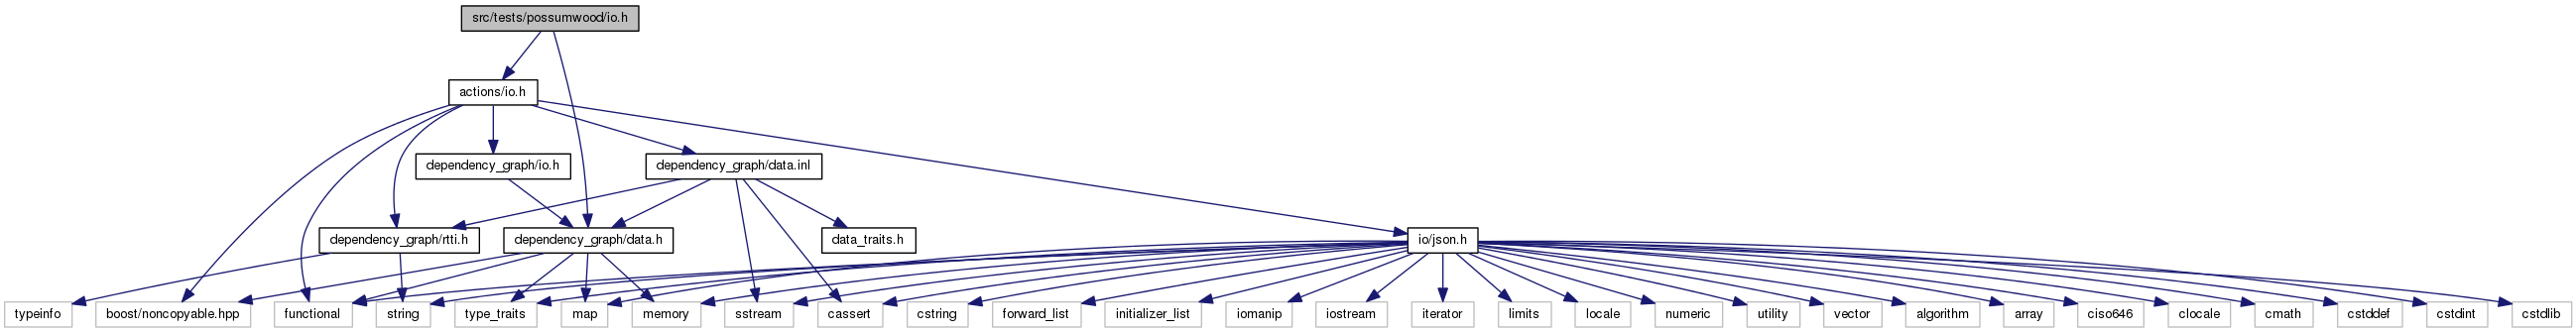 src/tests/possumwood/io.h
actions/io.h
dependency_graph/io.h
dependency_graph/data.inl
dependency_graph/rtti.h
dependency_graph/data.h
data_traits.h
io/json.h
typeinfo
boost/noncopyable.hpp
functional
string
type_traits
map
memory
sstream
cassert
cstring
forward_list
initializer_list
iomanip
iostream
iterator
limits
locale
numeric
utility
vector
algorithm
array
ciso646
clocale
cmath
cstddef
cstdint
cstdlib